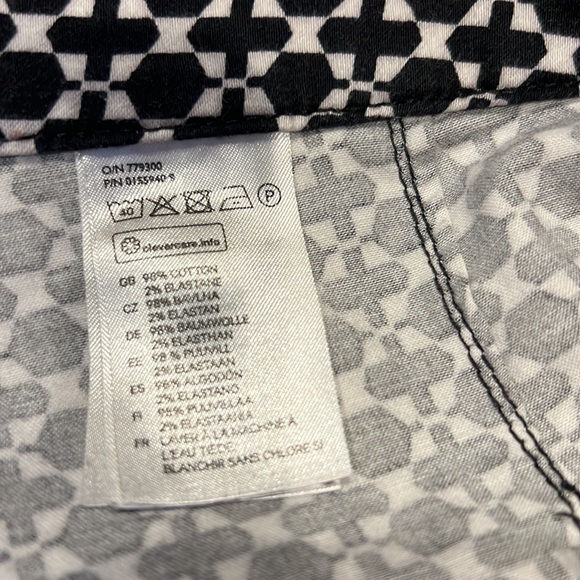 O/N 779300
P/N 0155940-9
40 P
clevercare.info
GB 98% COTTON
2% ELASTANE
CZ 98% BAVLNA
2% ELASTAN
DE 98% BAUMWOLLE
2% ELASTHAN
EE 98 % PUUVILL
2% ELASTAAN
ES 98% ALGODÓN
2% ELASTANO
FI 98% PUUVILLAA
2% ELASTAANIA
FR LAVER À LA MACHINE À
L'EAU TIÈDE
BLANCHIR SANS CHLORE SI